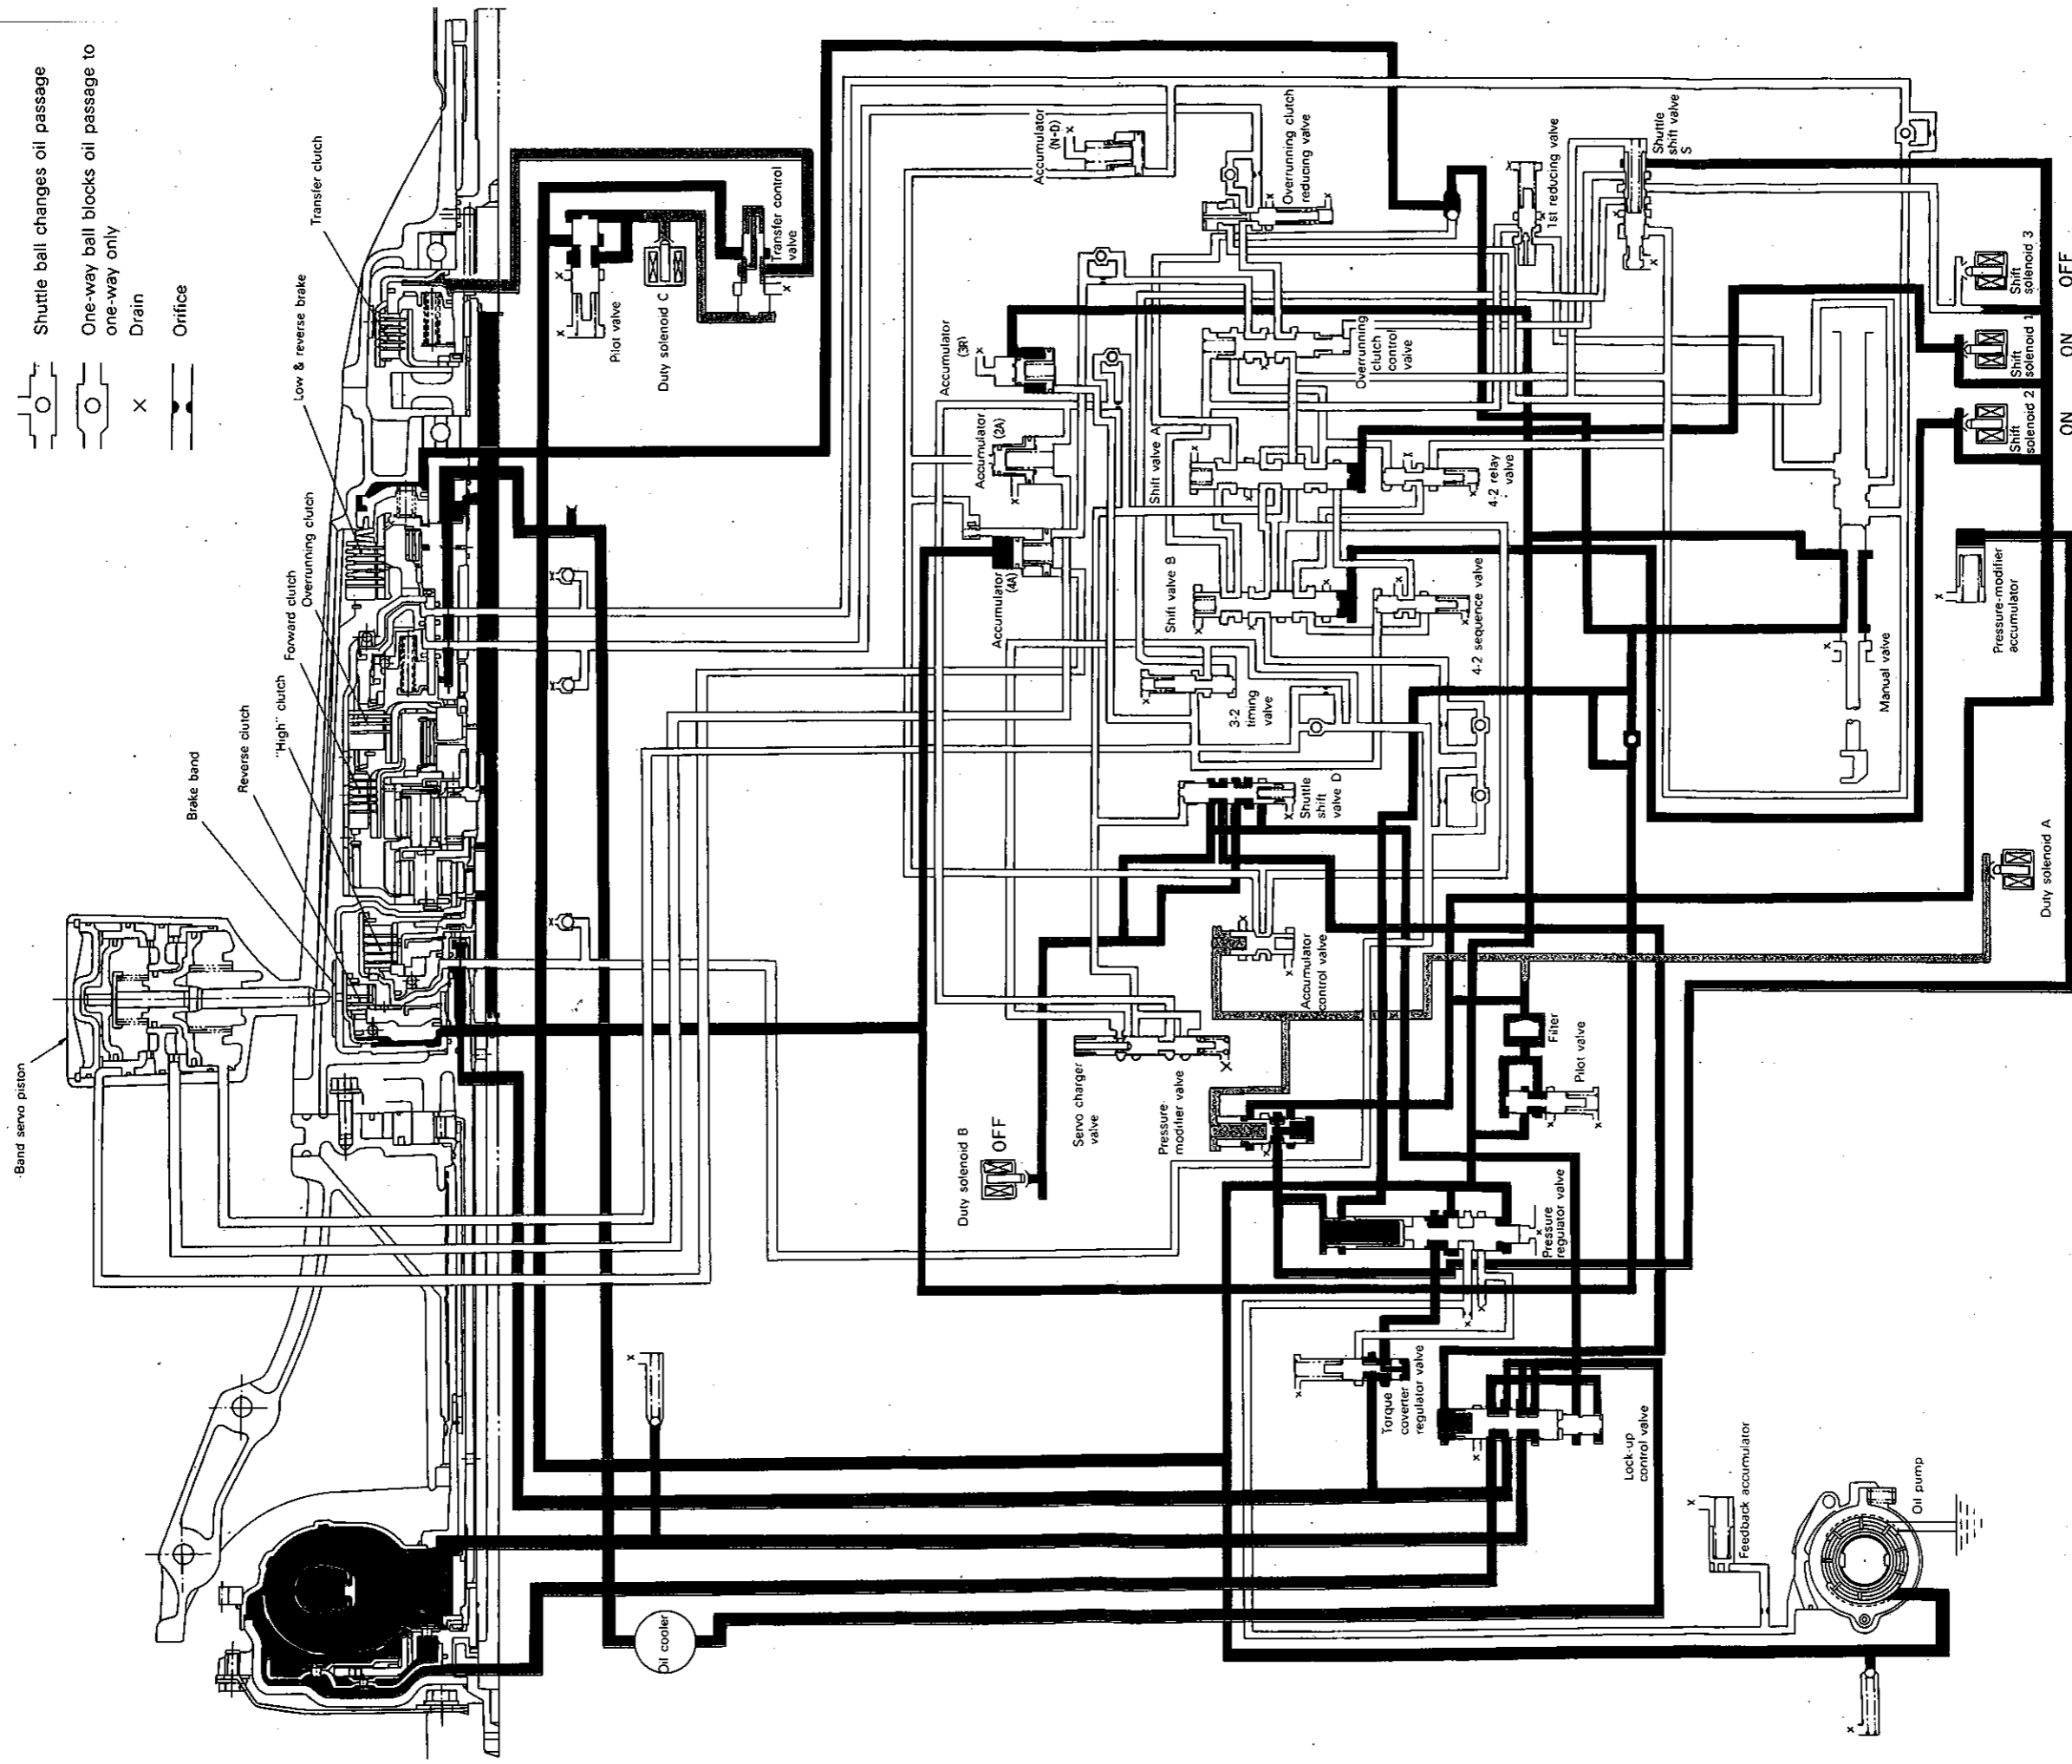 Shuttle ball changes oil passage
One-way ball blocks oil passage to
one-way only
x Drain
Orifice
Transfer clutch
Low & reverse brake
Overrunning clutch
Forward clutch
"High" clutch
Reverse clutch
Brake band
Band servo piston
Pilot valve
Duty solenoid C
Transfer control
valve
Accumulator
(N-D)
Overrunning clutch
reducing valve
1st reducing valve
Shuttle
shift valve
S
Accumulator
(3R)
Overrunning
clutch
control
valve
Accumulator
(2A)
Shift valve A
4-2 relay
valve
Accumulator
(4A)
Shift valve B
4-2 sequence valve
3-2
timing
valve
Shuttle
shift
valve D
Manual valve
Pressure-modifier
accumulator
Shift
solenoid 3
OFF
Shift
solenoid 1
ON
Shift
solenoid 2
ON
Duty solenoid A
Accumulator
control valve
Servo charger
valve
Pressure-
modifier valve
Filter
Pilot valve
Duty solenoid B
OFF
Pressure
regulator valve
Torque
coverter
regulator valve
Lock-up
control valve
Feedback accumulator
Oil pump
Oil cooler